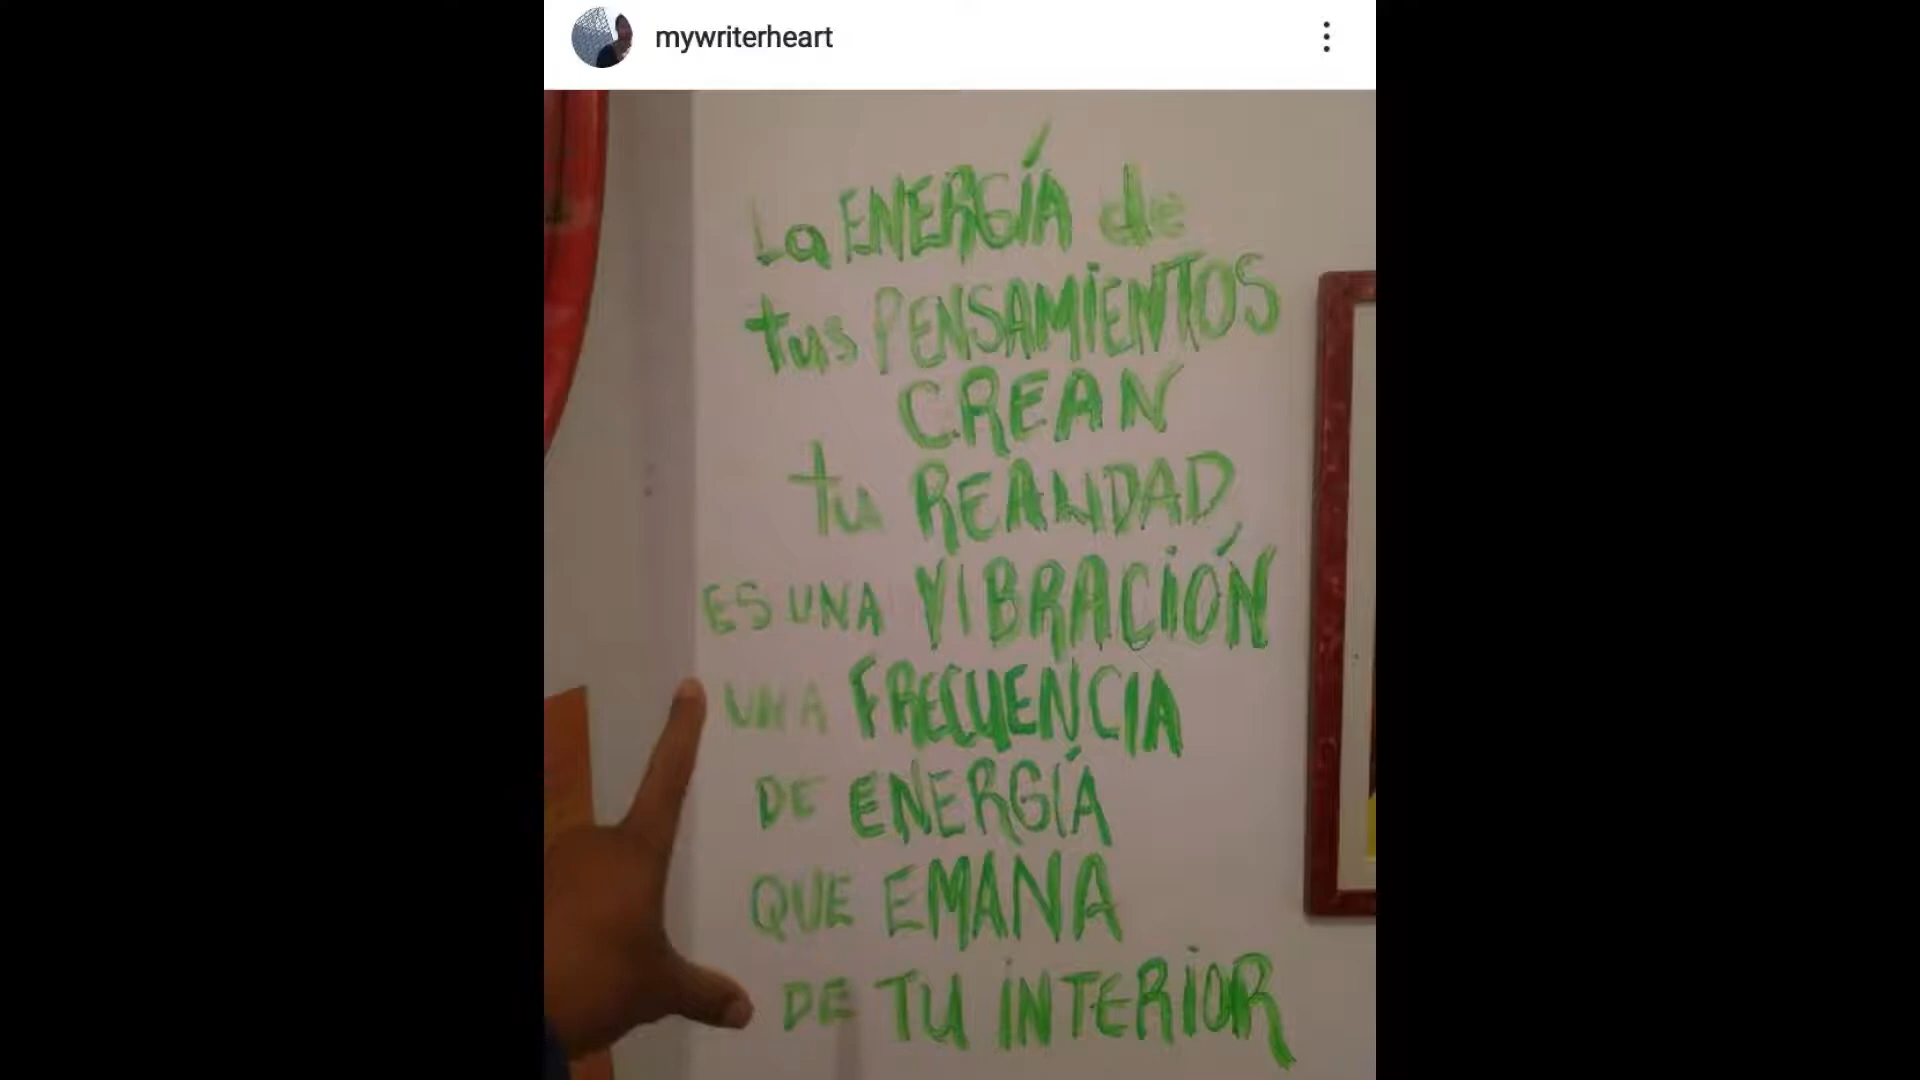 mywriterheart
La ENERGÍA de
tus PENSAMIENTOS
CREAN
tu REALIDAD,
ES UNA VIBRACIÓN
UNA FRECUENCIA
DE ENERGÍA
QUE EMANA
DE TU INTERIOR